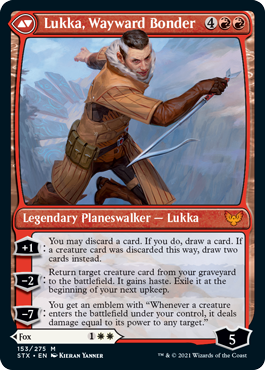 Lukka, Wayward Bonder 4
Legendary Planeswalker — Lukka
+1: You may discard a card. If you do, draw a card. If
a creature card was discarded this way, draw two
cards instead.
−2: Return target creature card from your graveyard
to the battlefield. It gains haste. Exile it at the
beginning of your next upkeep.
−7: You get an emblem with “Whenever a creature
enters the battlefield under your control, it deals
damage equal to its power to any target.”
5
Fox 1
153/275 M
STX • EN KIERAN YANNER ™ & © 2021 Wizards of the Coast